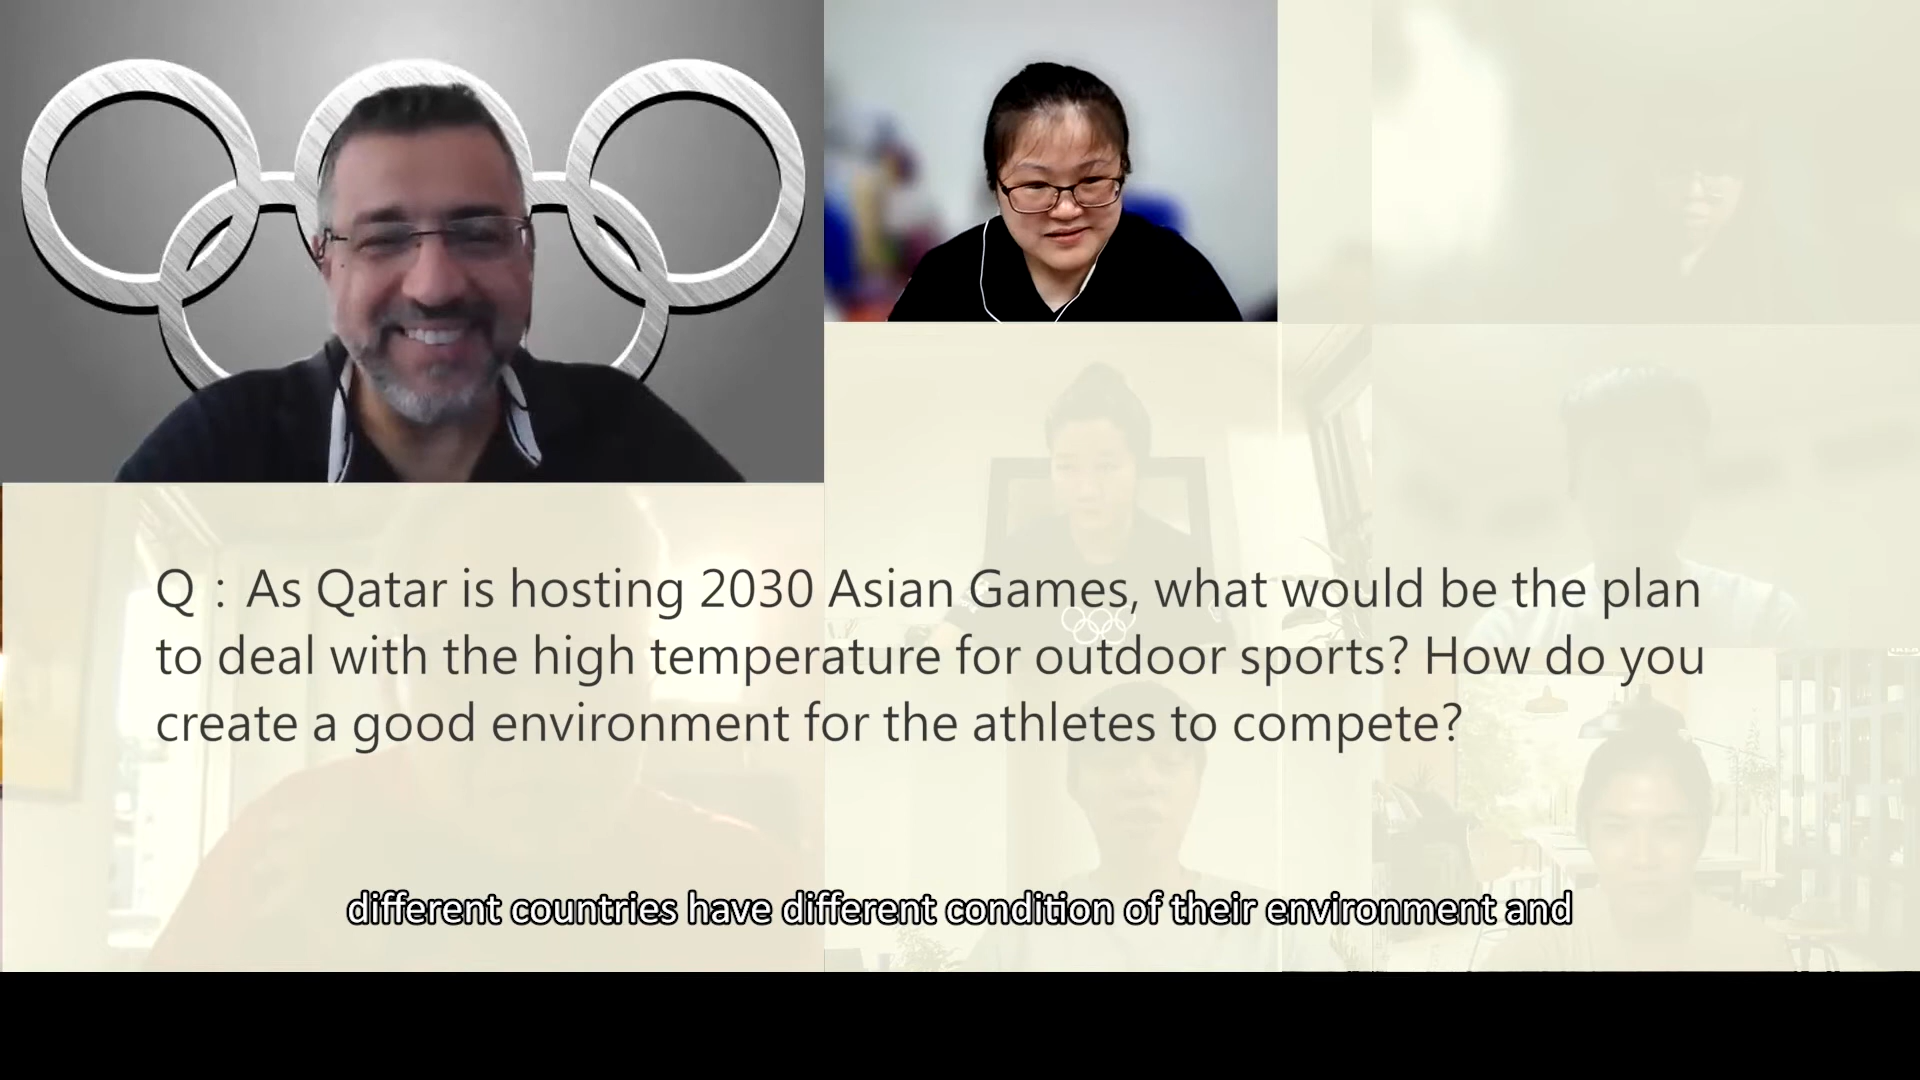 Q : As Qatar is hosting 2030 Asian Games, what would be the plan
to deal with the high temperature for outdoor sports? How do you
create a good environment for the athletes to compete?
different countries have different condition of their environment and